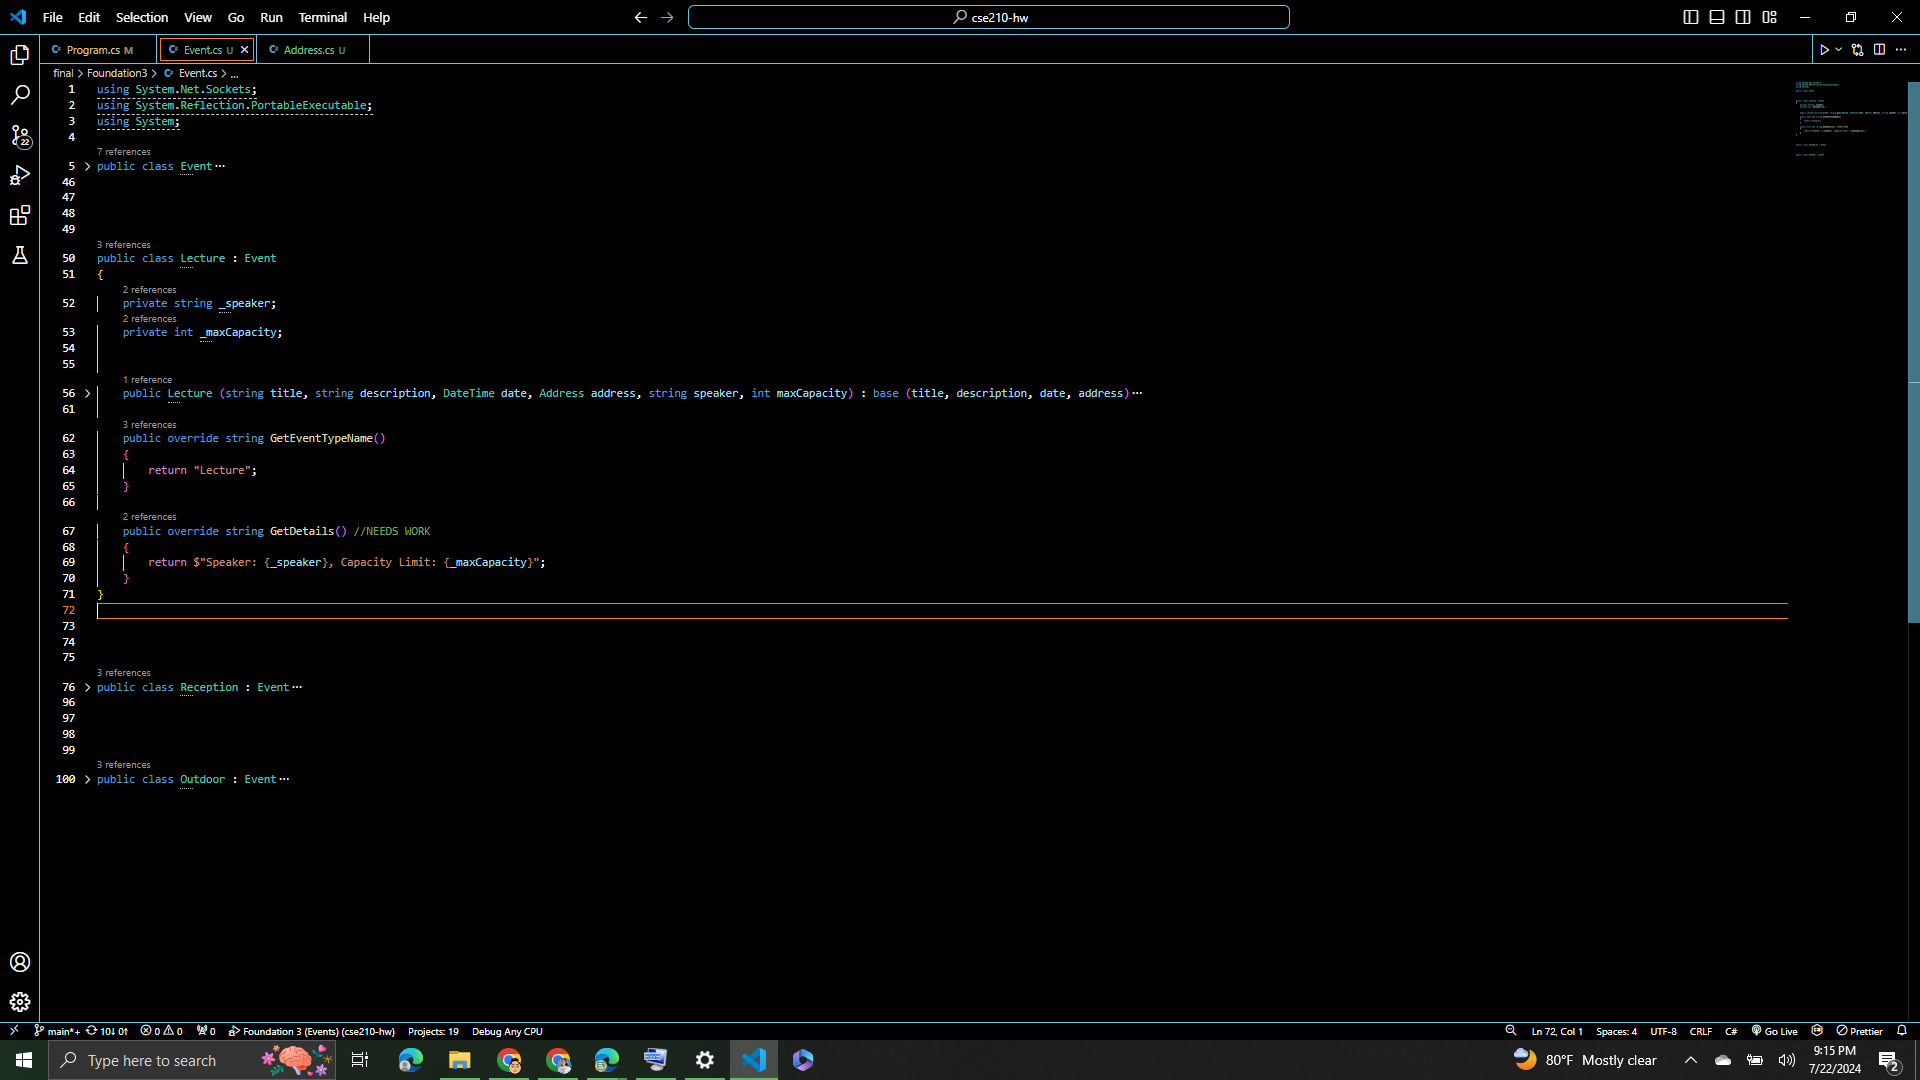 File Edit Selection View Go Run Terminal Help
cse210-hw
Program.cs M
Event.cs U
Address.cs U
final > Foundation3 > Event.cs > ...
1 using System.Net.Sockets;
2 using System.Reflection.PortableExecutable;
3 using System;
4
7 references
5 > public class Event ···
46
47
48
49
3 references
50 public class Lecture : Event
51 {
2 references
52 private string _speaker;
2 references
53 private int _maxCapacity;
54
55
1 reference
56 > public Lecture (string title, string description, DateTime date, Address address, string speaker, int maxCapacity) : base (title, description, date, address) ···
61
3 references
62 public override string GetEventTypeName()
63 {
64 return "Lecture";
65 }
66
2 references
67 public override string GetDetails() //NEEDS WORK
68 {
69 return $"Speaker: {_speaker}, Capacity Limit: {_maxCapacity}";
70 }
71 }
72
73
74
75
3 references
76 > public class Reception : Event ···
96
97
98
99
3 references
100 > public class Outdoor : Event ···
22
main*+ 10↓ 0↑ 0 0 0 Foundation 3 (Events) (cse210-hw) Projects: 19 Debug Any CPU
Ln 72, Col 1 Spaces: 4 UTF-8 CRLF C# Go Live Prettier
Type here to search
80°F Mostly clear
9:15 PM
7/22/2024
2